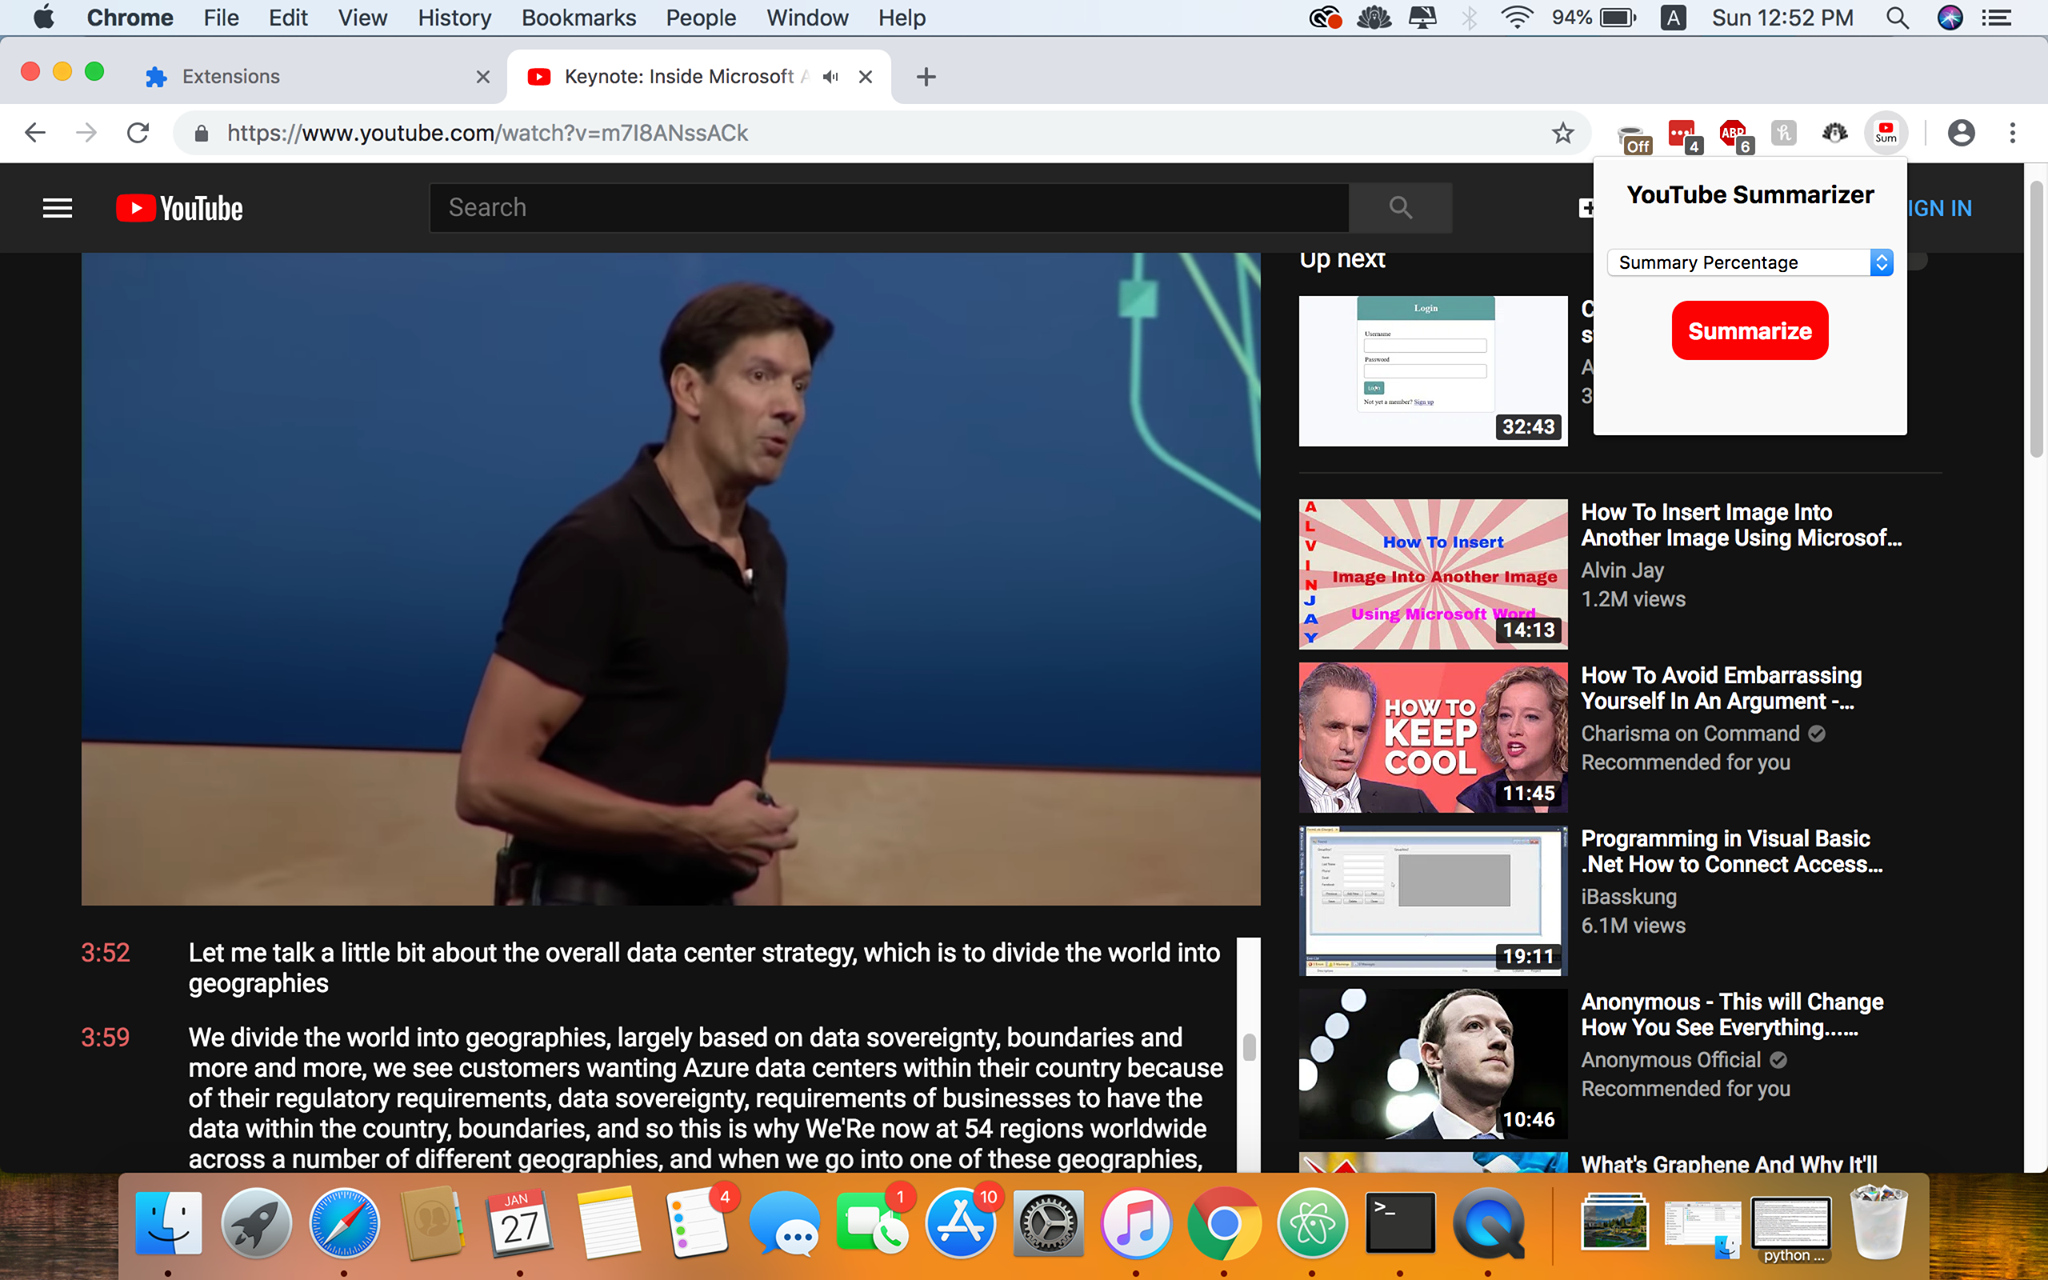 Chrome File Edit View History Bookmarks People Window Help 94% A Sun 12:52 PM
Extensions
Keynote: Inside Microsoft A
https://www.youtube.com/watch?v=m7I8ANssACk
Off 4 ABP 6 h Sum
YouTube
Search
IGN IN
YouTube Summarizer
Summary Percentage
Summarize
Up next
Login
Username
Password
Login
Not yet a member? Sign up
32:43
C
s
A
3
ALVINJAY
How To Insert
Image Into Another Image
Using Microsoft Word
14:13
How To Insert Image Into
Another Image Using Microsof...
Alvin Jay
1.2M views
HOW TO
KEEP
COOL
11:45
How To Avoid Embarrassing
Yourself In An Argument -...
Charisma on Command
Recommended for you
19:11
Programming in Visual Basic
.Net How to Connect Access...
iBasskung
6.1M views
10:46
Anonymous - This will Change
How You See Everything......
Anonymous Official
Recommended for you
What's Graphene And Why It'll
3:52 Let me talk a little bit about the overall data center strategy, which is to divide the world into
geographies
3:59 We divide the world into geographies, largely based on data sovereignty, boundaries and
more and more, we see customers wanting Azure data centers within their country because
of their regulatory requirements, data sovereignty, requirements of businesses to have the
data within the country, boundaries, and so this is why We'Re now at 54 regions worldwide
across a number of different geographies, and when we go into one of these geographies,
JAN
27
4
1
10
>_
python ...